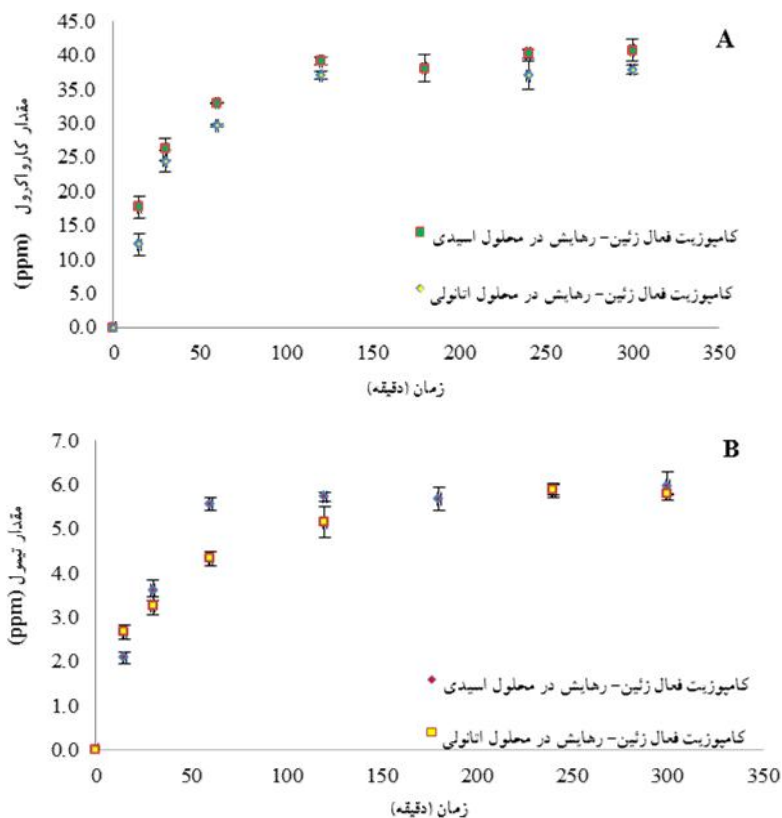 A
45.0
40.0
35.0
30.0
25.0
20.0
15.0
10.0
5.0
0.0
مقدار کارواکرول (ppm)
کامپوزیت فعال زئین- رهایش در محلول اسیدی
کامپوزیت فعال زئین- رهایش در محلول اتانولی
0 50 100 150 200 250 300 350
زمان (دقیقه)
B
7.0
6.0
5.0
4.0
3.0
2.0
1.0
0.0
مقدار تیمول (ppm)
کامپوزیت فعال زئین- رهایش در محلول اسیدی
کامپوزیت فعال زئین- رهایش در محلول اتانولی
0 50 100 150 200 250 300 350
زمان (دقیقه)